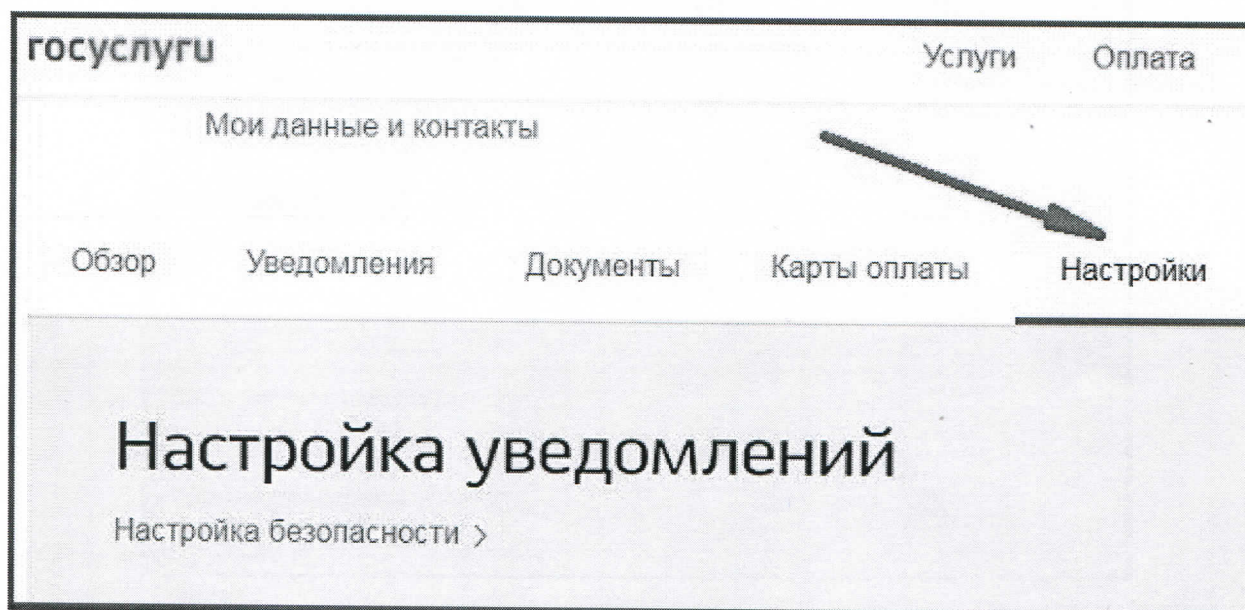 госуслуги
Услуги Оплата
Мои данные и контакты
Обзор Уведомления Документы Карты оплаты Настройки
Настройка уведомлений
Настройка безопасности >